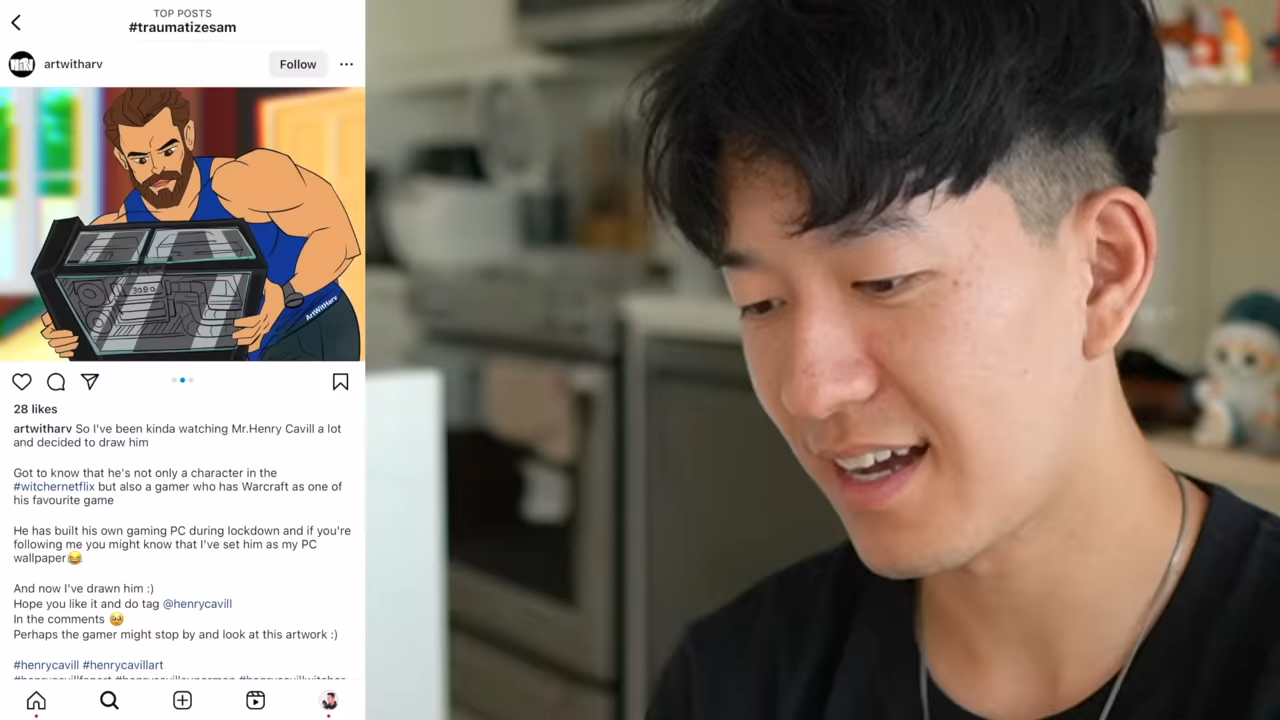 TOP POSTS
#traumatizesam
artwitharv
Follow
3090
ArtWitHarv
28 likes
artwitharv So I've been kinda watching Mr.Henry Cavill a lot
and decided to draw him
Got to know that he's not only a character in the
#witchernetflix but also a gamer who has Warcraft as one of
his favourite game
He has built his own gaming PC during lockdown and if you're
following me you might know that I've set him as my PC
wallpaper😂
And now I've drawn him :)
Hope you like it and do tag @henrycavill
In the comments 🥹
Perhaps the gamer might stop by and look at this artwork :)
#henrycavill #henrycavillart